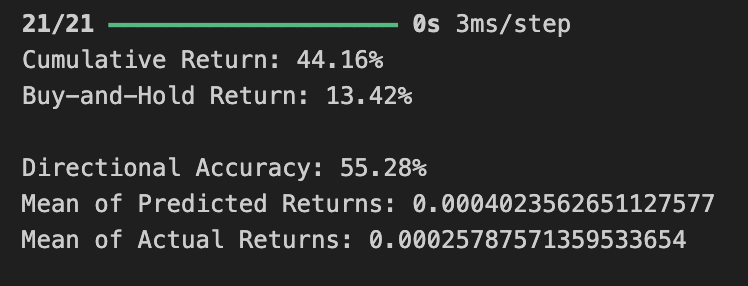 21/21 ━━━━━━━━━━━━━━━━━━━━ 0s 3ms/step
Cumulative Return: 44.16%
Buy-and-Hold Return: 13.42%
Directional Accuracy: 55.28%
Mean of Predicted Returns: 0.0004023562651127577
Mean of Actual Returns: 0.00025787571359533654